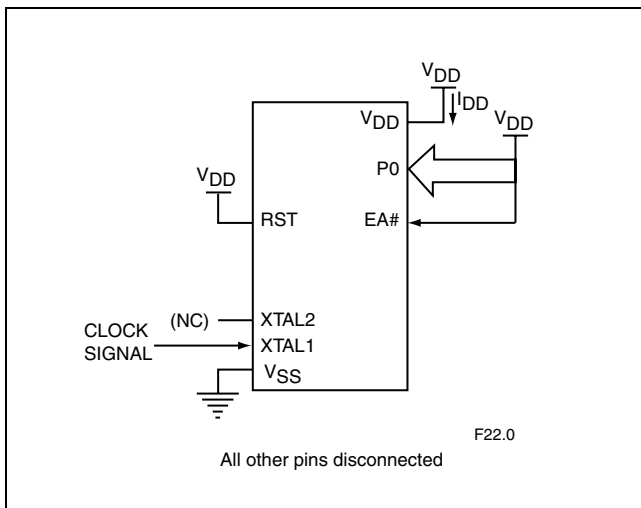 VDD
IDD
VDD
VDD
P0
VDD
RST
EA#
(NC)
XTAL2
CLOCK
SIGNAL
XTAL1
VSS
F22.0
All other pins disconnected